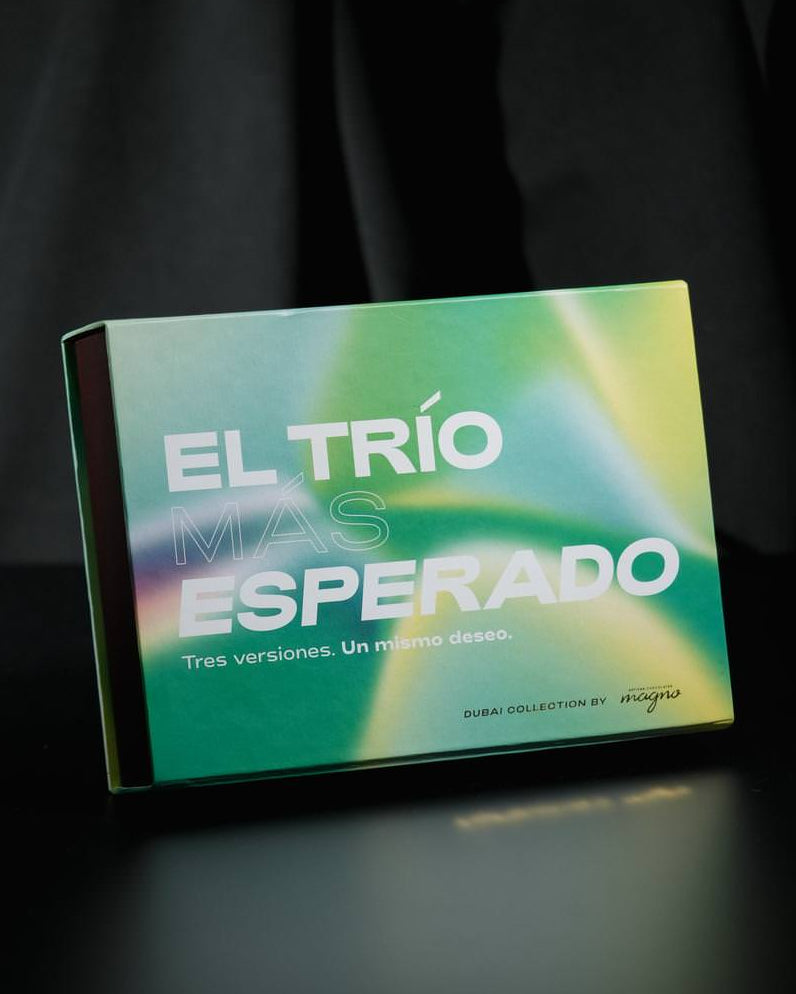 EL TRÍO
MÁS
ESPERADO
Tres versiones. Un mismo deseo.
DUBAI COLLECTION BY magno